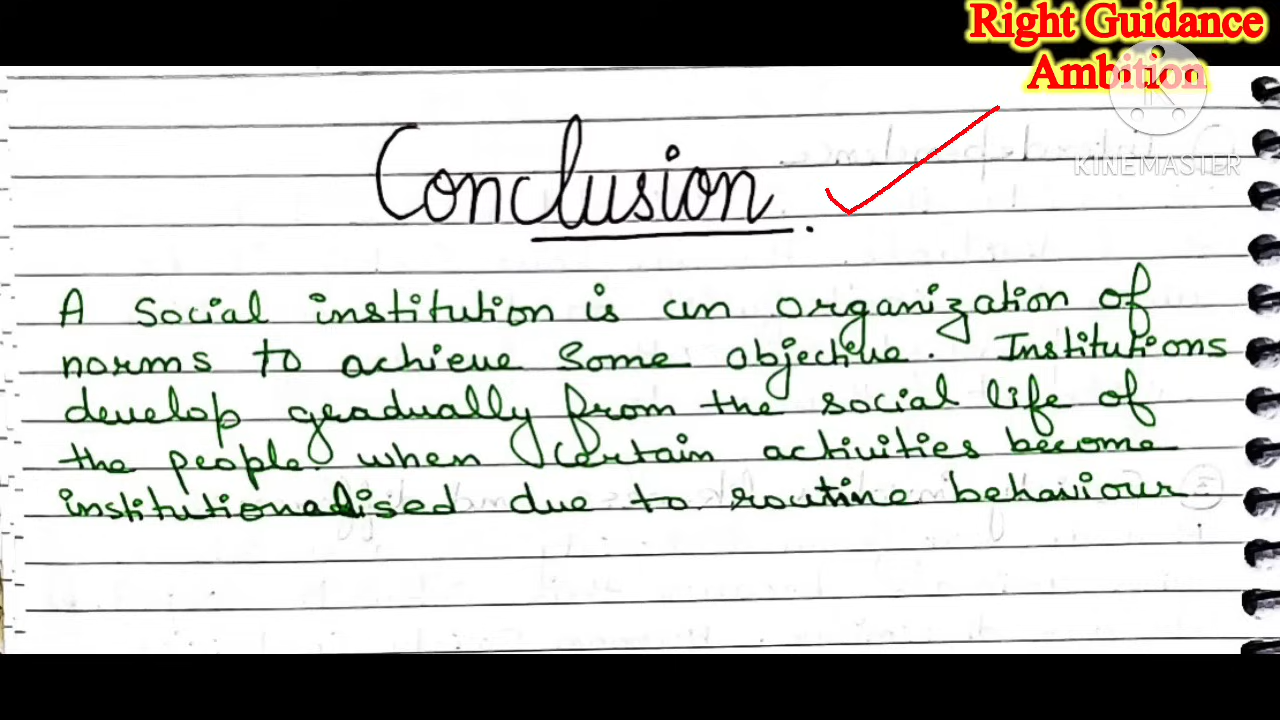 Right Guidance
Ambition
KINEMASTER
Conclusion.
A social institution is an organization of
norms to achieve some objective. Institutions
develop gradually from the social life of
the people when certain activities become
institutionalised due to routine behaviour